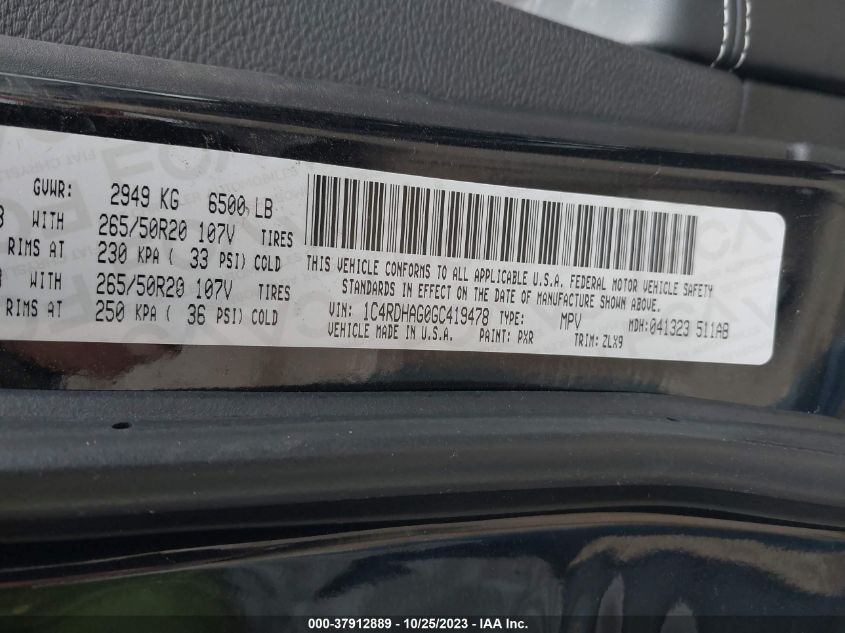 GVWR: 2949 KG 6500 LB
WITH 265/50R20 107V TIRES
RIMS AT 230 KPA ( 33 PSI) COLD
WITH 265/50R20 107V TIRES
RIMS AT 250 KPA ( 36 PSI) COLD
THIS VEHICLE CONFORMS TO ALL APPLICABLE U.S.A. FEDERAL MOTOR VEHICLE SAFETY
STANDARDS IN EFFECT ON THE DATE OF MANUFACTURE SHOWN ABOVE.
VIN: 1C4RDHAG0GC419478 TYPE: MPV MDH:041323 511AB
VEHICLE MADE IN U.S.A. PAINT: PXR TRIM: ZLX9
000-37912889 - 10/25/2023 - IAA Inc.